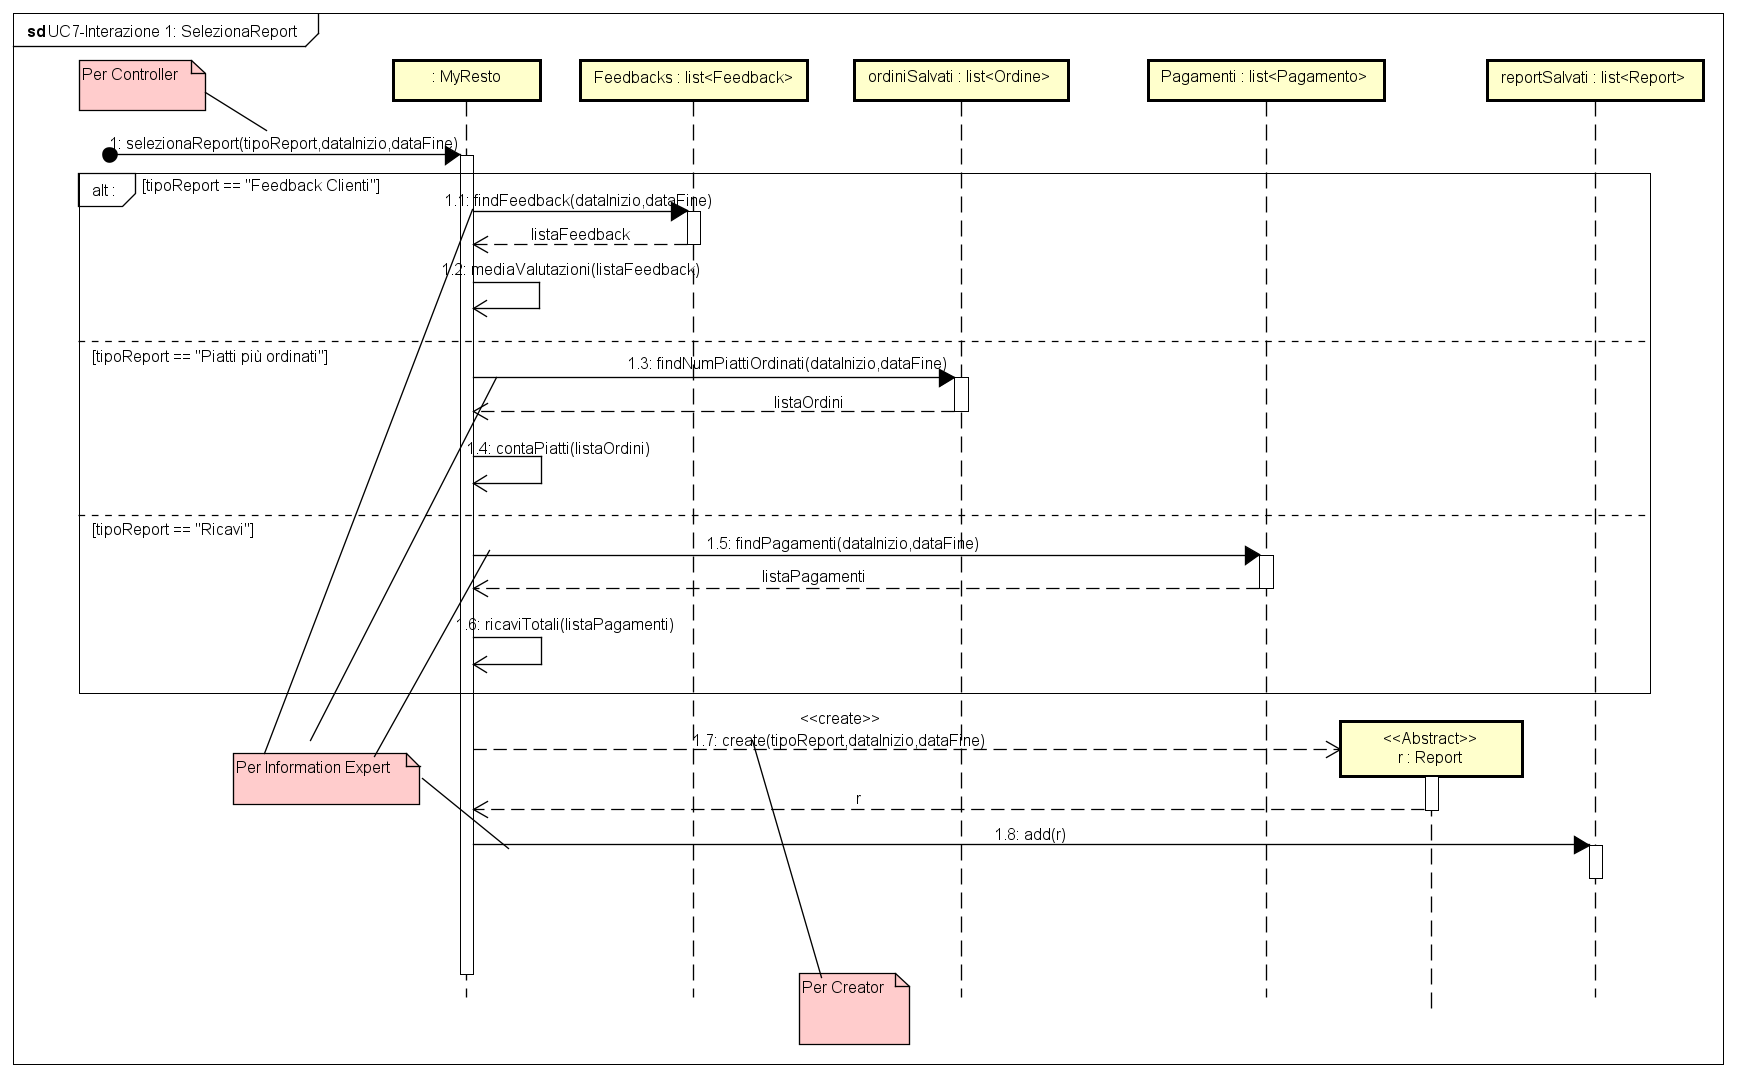 sd UC7-Interazione 1: SelezionaReport
Per Controller
: MyResto
Feedbacks : list<Feedback>
ordiniSalvati : list<Ordine>
Pagamenti : list<Pagamento>
reportSalvati : list<Report>
1: selezionaReport(tipoReport,dataInizio,dataFine)
alt :
[tipoReport == "Feedback Clienti"]
1.1: findFeedback(dataInizio,dataFine)
listaFeedback
1.2: mediaValutazioni(listaFeedback)
[tipoReport == "Piatti più ordinati"]
1.3: findNumPiattiOrdinati(dataInizio,dataFine)
listaOrdini
1.4: contaPiatti(listaOrdini)
[tipoReport == "Ricavi"]
1.5: findPagamenti(dataInizio,dataFine)
listaPagamenti
1.6: ricaviTotali(listaPagamenti)
<<create>>
1.7: create(tipoReport,dataInizio,dataFine)
<<Abstract>>
r : Report
Per Information Expert
r
1.8: add(r)
Per Creator